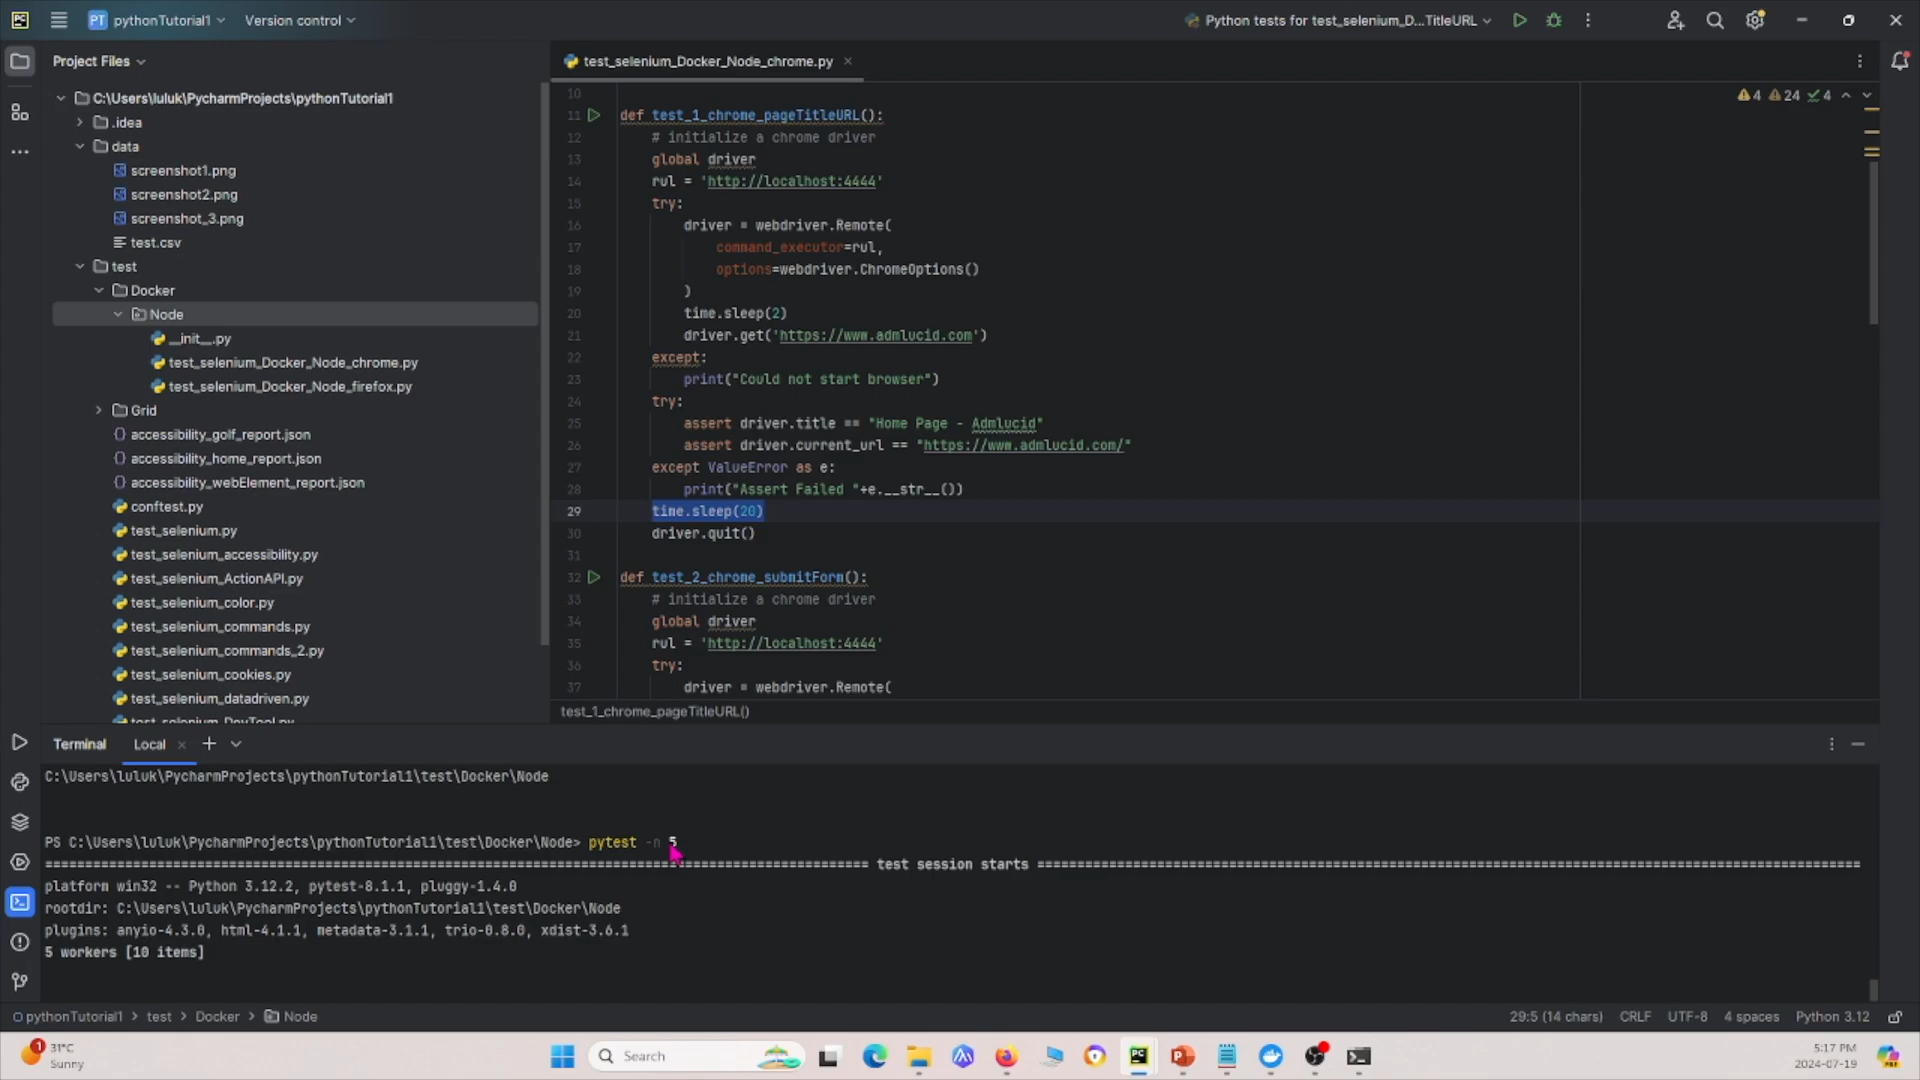 PC
PT pythonTutorial1
Version control
Python tests for test_selenium_D...TitleURL
Project Files
C:\Users\luluk\PycharmProjects\pythonTutorial1
.idea
data
screenshot1.png
screenshot2.png
screenshot_3.png
test.csv
test
Docker
Node
__init__.py
test_selenium_Docker_Node_chrome.py
test_selenium_Docker_Node_firefox.py
Grid
accessibility_golf_report.json
accessibility_home_report.json
accessibility_webElement_report.json
conftest.py
test_selenium.py
test_selenium_accessibility.py
test_selenium_ActionAPI.py
test_selenium_color.py
test_selenium_commands.py
test_selenium_commands_2.py
test_selenium_cookies.py
test_selenium_datadriven.py
test_selenium_DevTool.py
test_selenium_Docker_Node_chrome.py
4 24 4
10
11 def test_1_chrome_pageTitleURL():
12 # initialize a chrome driver
13 global driver
14 rul = 'http://localhost:4444'
15 try:
16 driver = webdriver.Remote(
17 command_executor=rul,
18 options=webdriver.ChromeOptions()
19 )
20 time.sleep(2)
21 driver.get('https://www.admlucid.com')
22 except:
23 print("Could not start browser")
24 try:
25 assert driver.title == "Home Page - Admlucid"
26 assert driver.current_url == "https://www.admlucid.com/"
27 except ValueError as e:
28 print("Assert Failed "+e.__str__())
29 time.sleep(20)
30 driver.quit()
31
32 def test_2_chrome_submitForm():
33 # initialize a chrome driver
34 global driver
35 rul = 'http://localhost:4444'
36 try:
37 driver = webdriver.Remote(
test_1_chrome_pageTitleURL()
Terminal Local
C:\Users\luluk\PycharmProjects\pythonTutorial1\test\Docker\Node
PS C:\Users\luluk\PycharmProjects\pythonTutorial1\test\Docker\Node> pytest -n 5
test session starts
platform win32 -- Python 3.12.2, pytest-8.1.1, pluggy-1.4.0
rootdir: C:\Users\luluk\PycharmProjects\pythonTutorial1\test\Docker\Node
plugins: anyio-4.3.0, html-4.1.1, metadata-3.1.1, trio-0.8.0, xdist-3.6.1
5 workers [10 items]
pythonTutorial1 > test > Docker > Node
29:5 (14 chars) CRLF UTF-8 4 spaces Python 3.12
1
31°C
Sunny
Search
PC
P
5:17 PM
2024-07-19